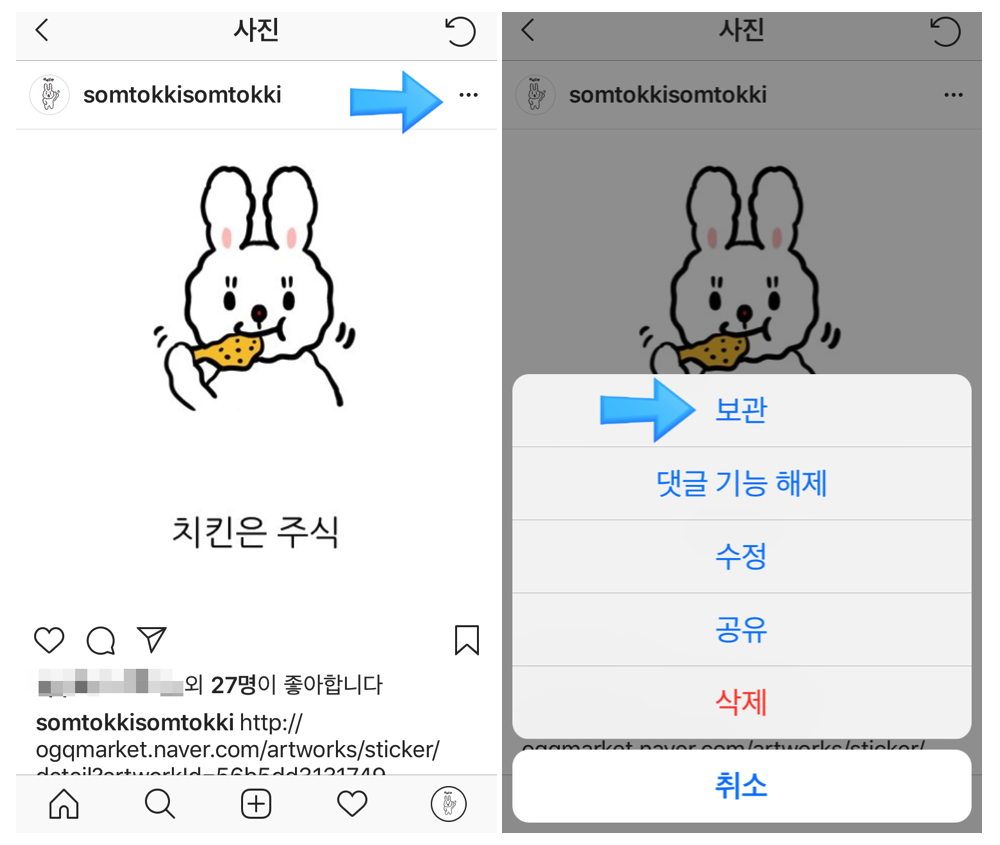 사진
somtokkisomtokki
치킨은 주식
외 27명이 좋아합니다
somtokkisomtokki http://
ogqmarket.naver.com/artworks/sticker/
detail?artworkId=56b5dd3131749
사진
somtokkisomtokki
보관
댓글 기능 해제
수정
공유
삭제
ogqmarket.naver.com/artworks/sticker/
취소